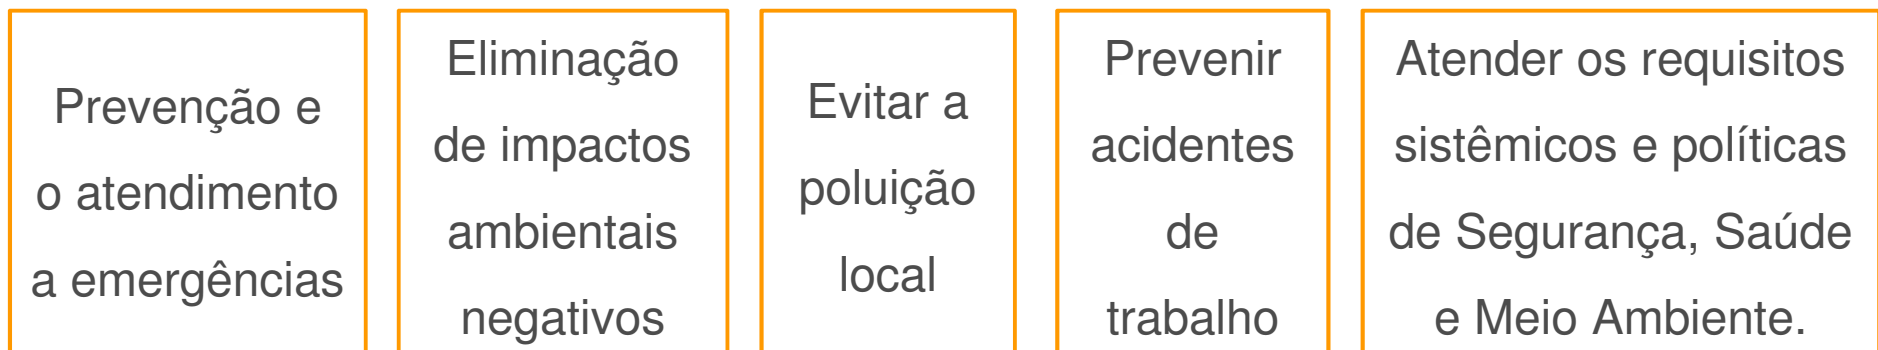 Prevenção e
o atendimento
a emergências
Eliminação
de impactos
ambientais
negativos
Evitar a
poluição
local
Prevenir
acidentes
de
trabalho
Atender os requisitos
sistêmicos e políticas
de Segurança, Saúde
e Meio Ambiente.